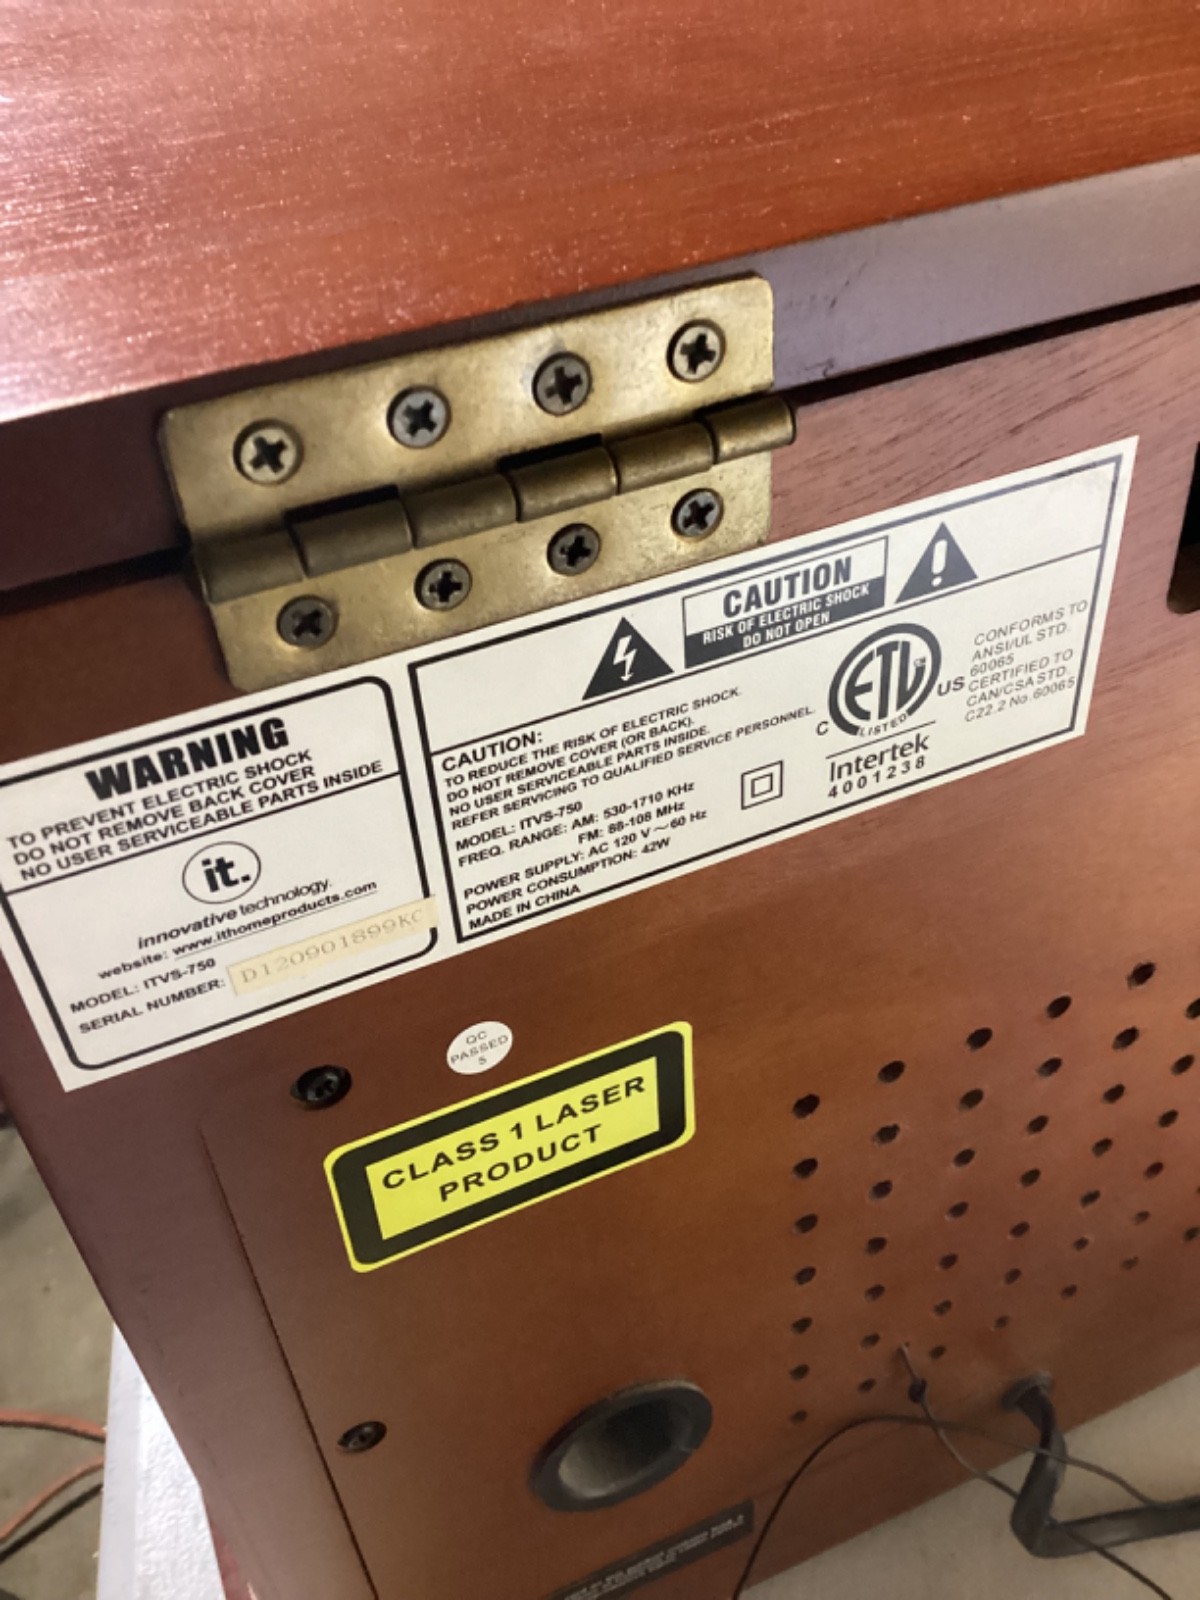 WARNING
TO PREVENT ELECTRIC SHOCK
DO NOT REMOVE BACK COVER
NO USER SERVICEABLE PARTS INSIDE
it.
innovative technology.
website: www.ithomeproducts.com
MODEL: ITVS-750
SERIAL NUMBER: D120901899KC
CAUTION
RISK OF ELECTRIC SHOCK
DO NOT OPEN
CAUTION:
TO REDUCE THE RISK OF ELECTRIC SHOCK.
DO NOT REMOVE COVER (OR BACK).
NO USER SERVICEABLE PARTS INSIDE.
REFER SERVICING TO QUALIFIED SERVICE PERSONNEL.
MODEL: ITVS-750
FREQ. RANGE: AM: 530-1710 KHz
FM: 88-108 MHz
POWER SUPPLY: AC 120 V ~ 60 Hz
POWER CONSUMPTION: 42W
MADE IN CHINA
C ETL US
LISTED
Intertek
4001238
CONFORMS TO
ANSI/UL STD.
60065
CERTIFIED TO
CAN/CSA STD.
C22.2 No.60065
QC
PASSED
5
CLASS 1 LASER
PRODUCT